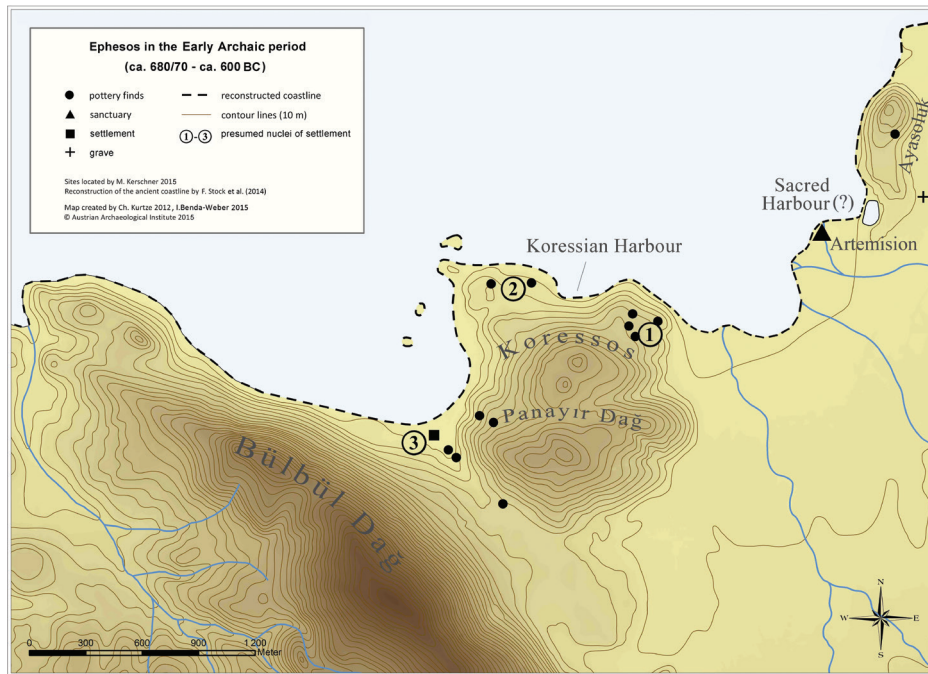 Ephesos in the Early Archaic period
(ca. 680/70 - ca. 600 BC)
pottery finds
sanctuary
settlement
grave
reconstructed coastline
contour lines (10 m)
1-3 presumed nuclei of settlement
Sites located by M. Kerschner 2015
Reconstruction of the ancient coastline by F. Stock et al. (2014)
Map created by Ch. Kurtze 2012, I.Benda-Weber 2015
© Austrian Archaeological Institute 2016
Ayasoluk
Sacred
Harbour(?)
Artemision
Koressian Harbour
2
1
Koressos
Panayır Dağ
3
Bülbül Dağ
N
W E
S
0 300 600 900 1 200
Meter